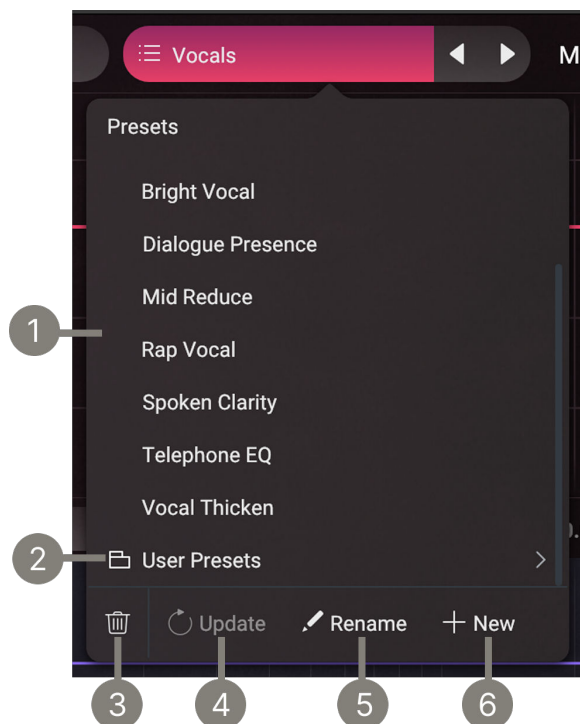 Vocals
M
Presets
Bright Vocal
Dialogue Presence
Mid Reduce
1
Rap Vocal
Spoken Clarity
Telephone EQ
Vocal Thicken
2
User Presets
Update
Rename
New
3
4
5
6